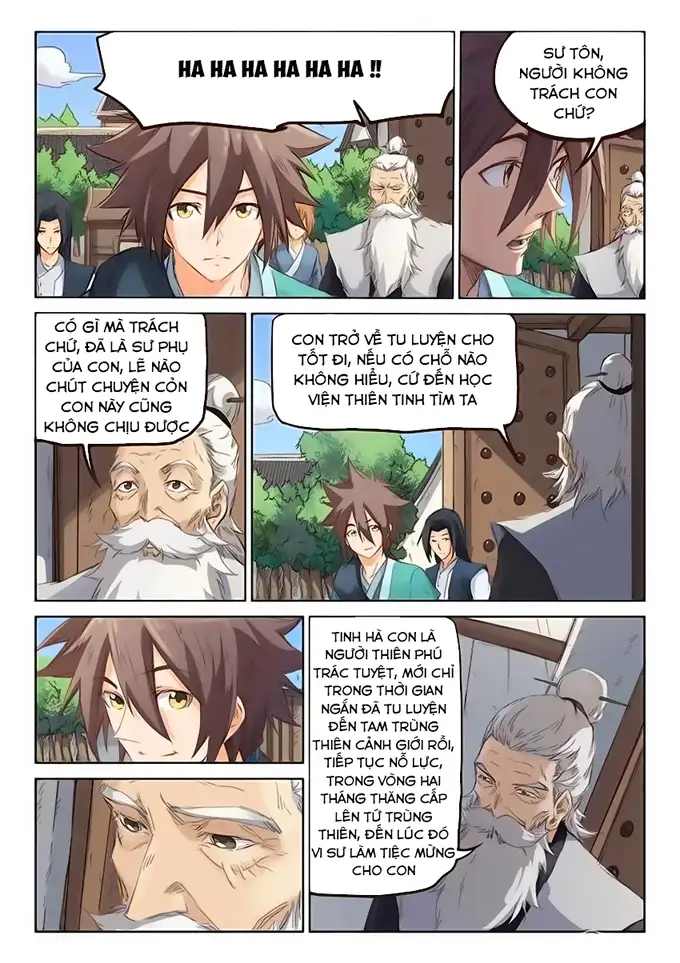 HA HA HA HA HA HA !!
SƯ TÔN,
NGƯỜI KHÔNG
TRÁCH CON
CHỨ?
CÓ GÌ MÀ TRÁCH
CHỨ, ĐÃ LÀ SƯ PHỤ
CỦA CON, LẼ NÀO
CHÚT CHUYỆN CỎN
CON NÀY CŨNG
KHÔNG CHỊU ĐƯỢC
CON TRỞ VỀ TU LUYỆN CHO
TỐT ĐI, NẾU CÓ CHỖ NÀO
KHÔNG HIỂU, CỨ ĐẾN HỌC
VIỆN THIÊN TINH TÌM TA
TINH HÀ CON LÀ
NGƯỜI THIÊN PHÚ
TRÁC TUYỆT, MỚI CHỈ
TRONG THỜI GIAN
NGẮN ĐÃ TU LUYỆN
ĐẾN TAM TRÙNG
THIÊN CẢNH GIỚI RỒI,
TIẾP TỤC NỖ LỰC,
TRONG VÒNG HAI
THÁNG THĂNG CẤP
LÊN TỨ TRÙNG
THIÊN, ĐẾN LÚC ĐÓ
VI SƯ LÀM TIỆC MỪNG
CHO CON